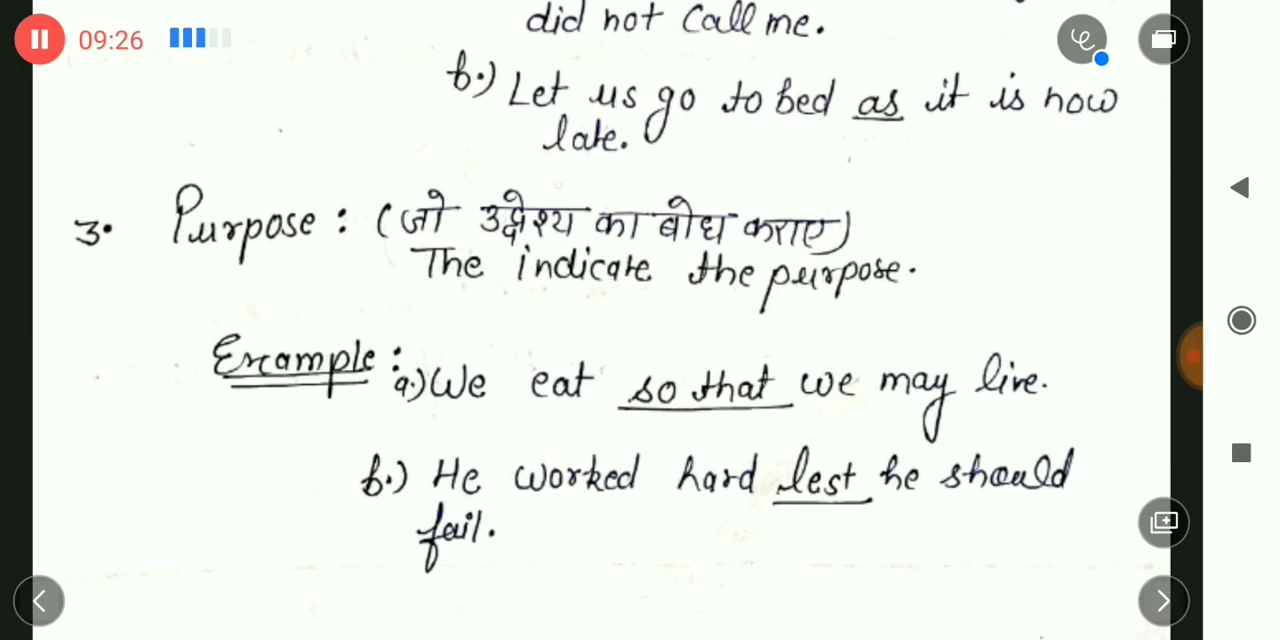 09:26
did not call me.
b.) Let us go to bed as it is now
late.
3. Purpose : (जो उद्देश्य का बोध कराए)
The indicate the purpose.
Example :
a.) We eat so that we may live.
b.) He worked hard lest he should
fail.